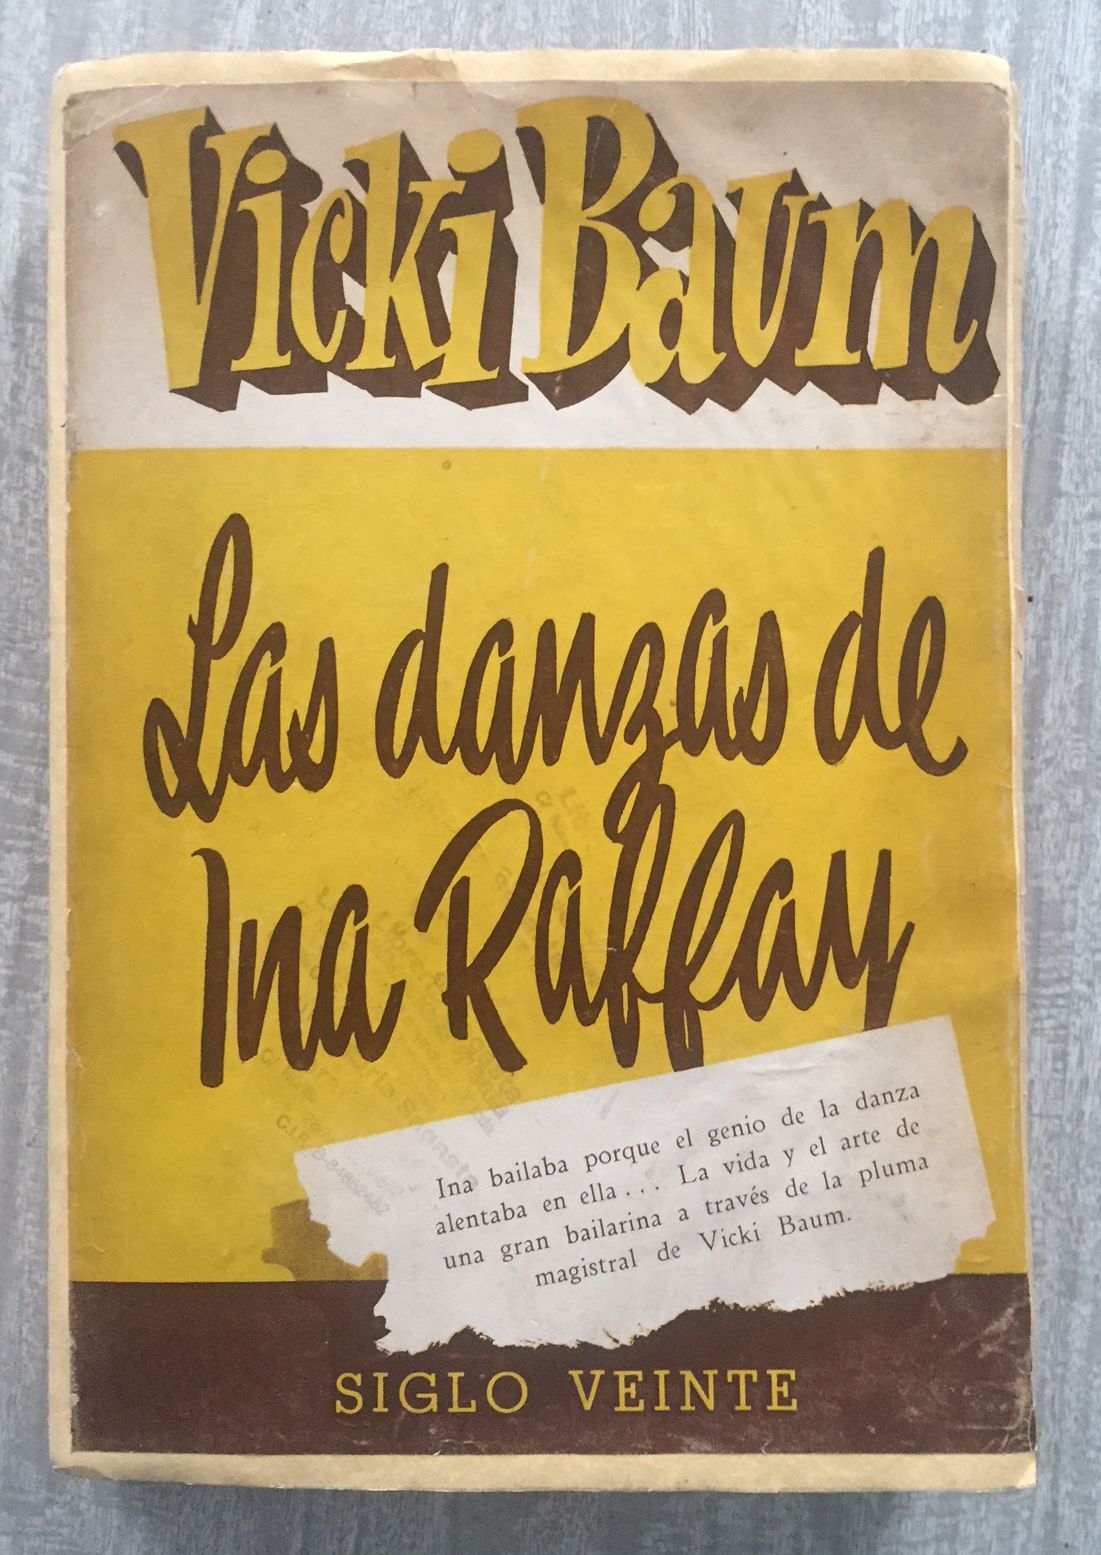 Vicki Baum
Las danzas de
Ina Raffay
Ina bailaba porque el genio de la danza
alentaba en ella... La vida y el arte de
una gran bailarina a través de la pluma
magistral de Vicki Baum.
SIGLO VEINTE